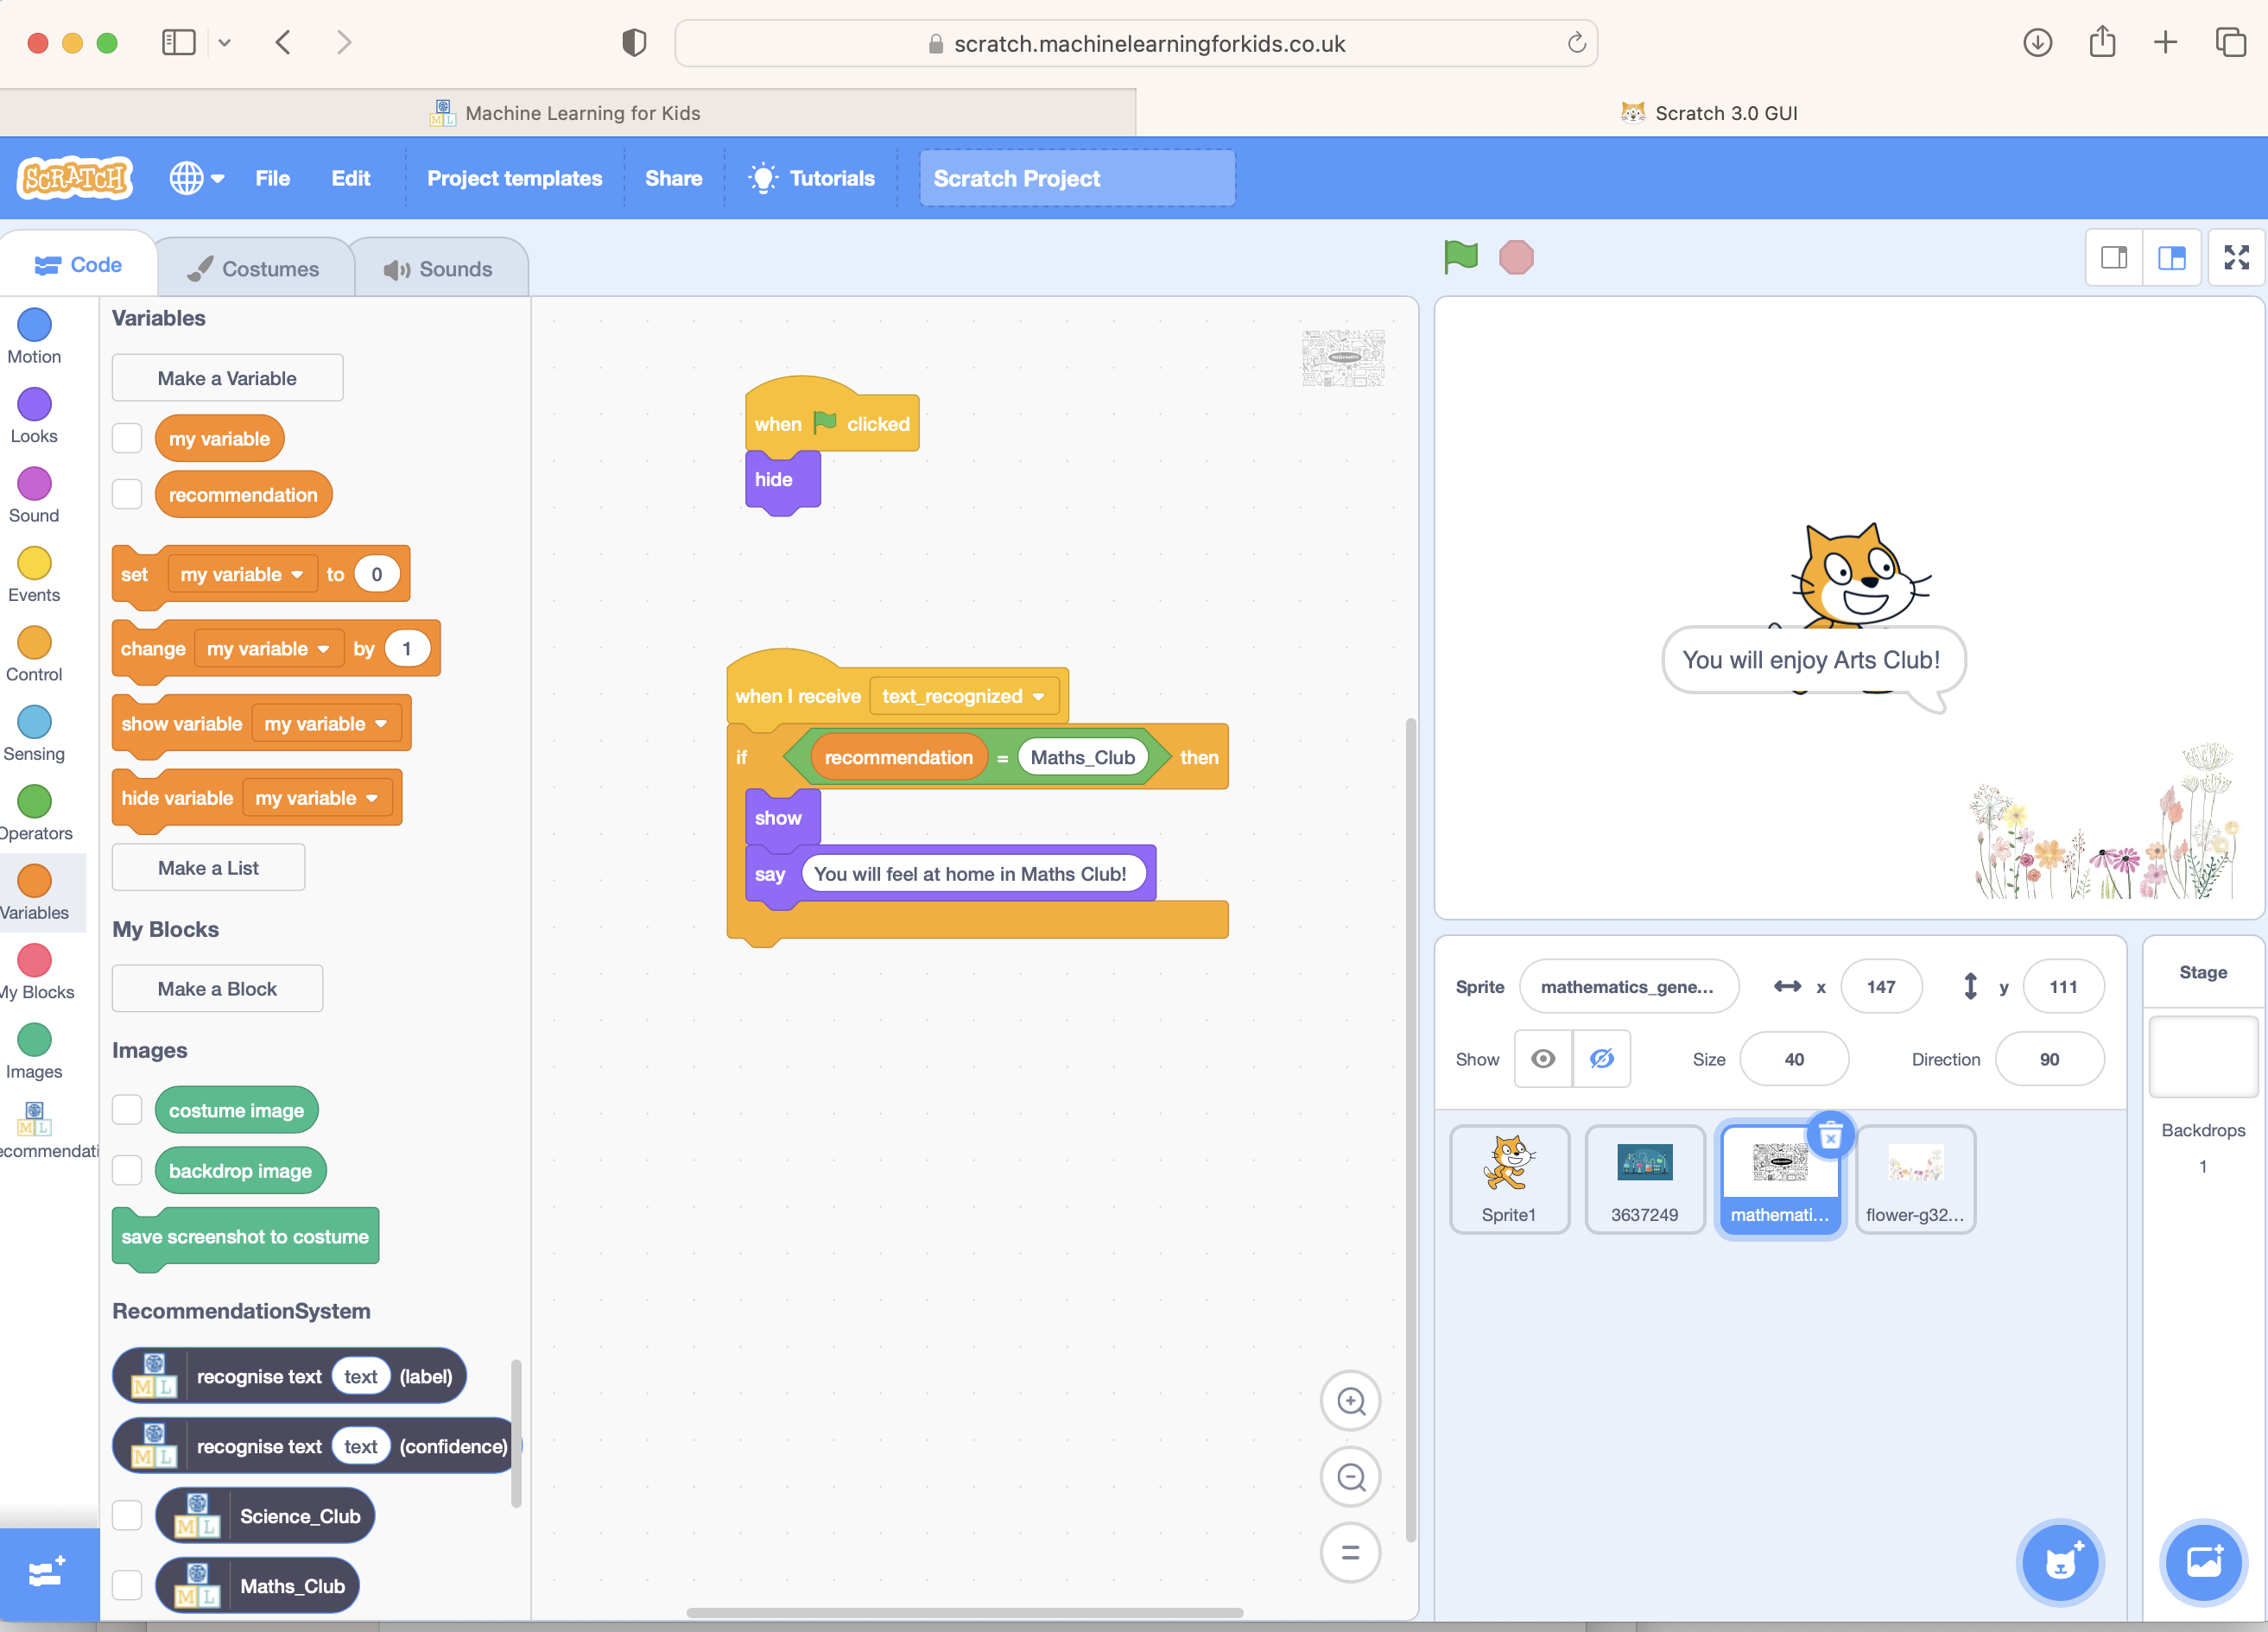 scratch.machinelearningforkids.co.uk
Machine Learning for Kids
Scratch 3.0 GUI
SCRATCH
File
Edit
Project templates
Share
Tutorials
Scratch Project
Code
Costumes
Sounds
Motion
Looks
Sound
Events
Control
Sensing
Operators
Variables
My Blocks
Images
ecommendati
Variables
Make a Variable
my variable
recommendation
set my variable to 0
change my variable by 1
show variable my variable
hide variable my variable
Make a List
My Blocks
Make a Block
Images
costume image
backdrop image
save screenshot to costume
RecommendationSystem
ML recognise text text (label)
ML recognise text text (confidence)
ML Science_Club
ML Maths_Club
when clicked
hide
when I receive text_recognized
if recommendation = Maths_Club then
show
say You will feel at home in Maths Club!
You will enjoy Arts Club!
Sprite mathematics_gene... x 147 y 111
Show Size 40 Direction 90
Sprite1
3637249
mathemati...
flower-g32...
Stage
Backdrops
1